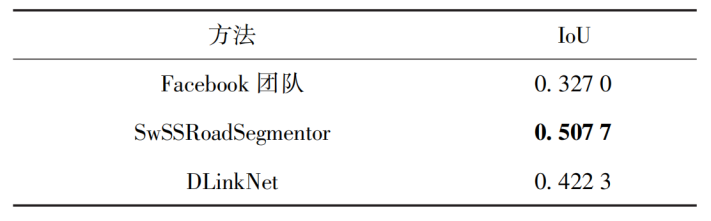 方法 IoU
Facebook 团队 0. 327 0
SwSSRoadSegmentor 0. 507 7
DLinkNet 0. 422 3